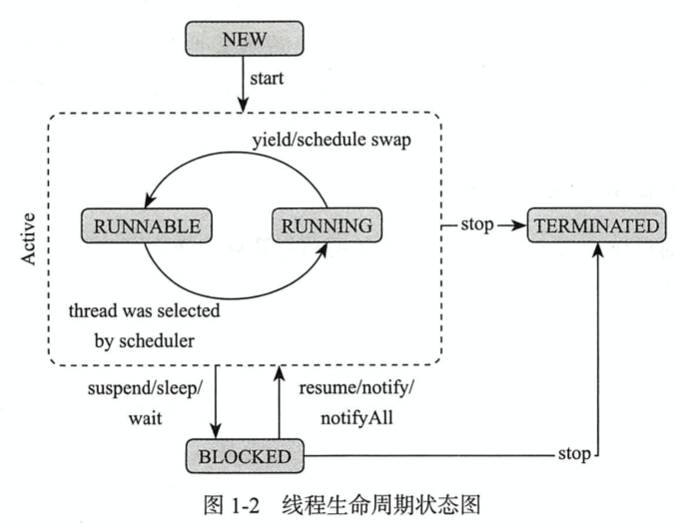 NEW
start
yield/schedule swap
Active
RUNNABLE
RUNNING
stop
TERMINATED
thread was selected
by scheduler
suspend/sleep/
wait
resume/notify/
notifyAll
BLOCKED
stop
图 1-2 线程生命周期状态图